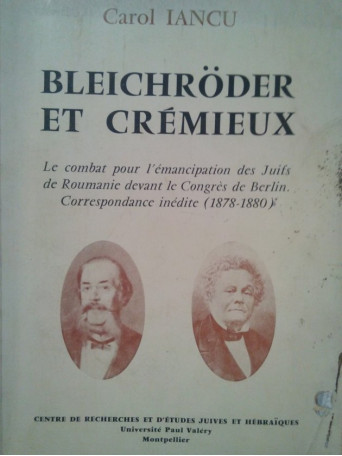 Carol IANCU
BLEICHRÖDER
ET CRÉMIEUX
Le combat pour l'émancipation des Juifs
de Roumanie devant le Congrès de Berlin.
Correspondance inédite (1878-1880)
CENTRE DE RECHERCHES ET D'ÉTUDES JUIVES ET HÉBRAÏQUES
Université Paul Valéry
Montpellier